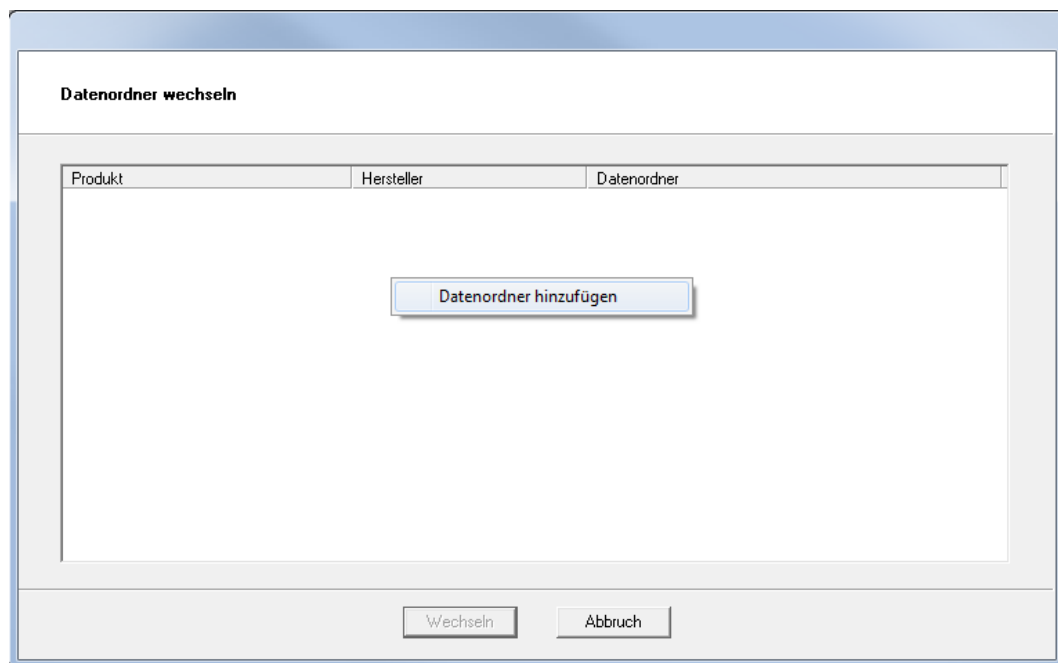 Datenordner wechseln
Produkt Hersteller Datenordner
Datenordner hinzufügen
Wechseln Abbruch